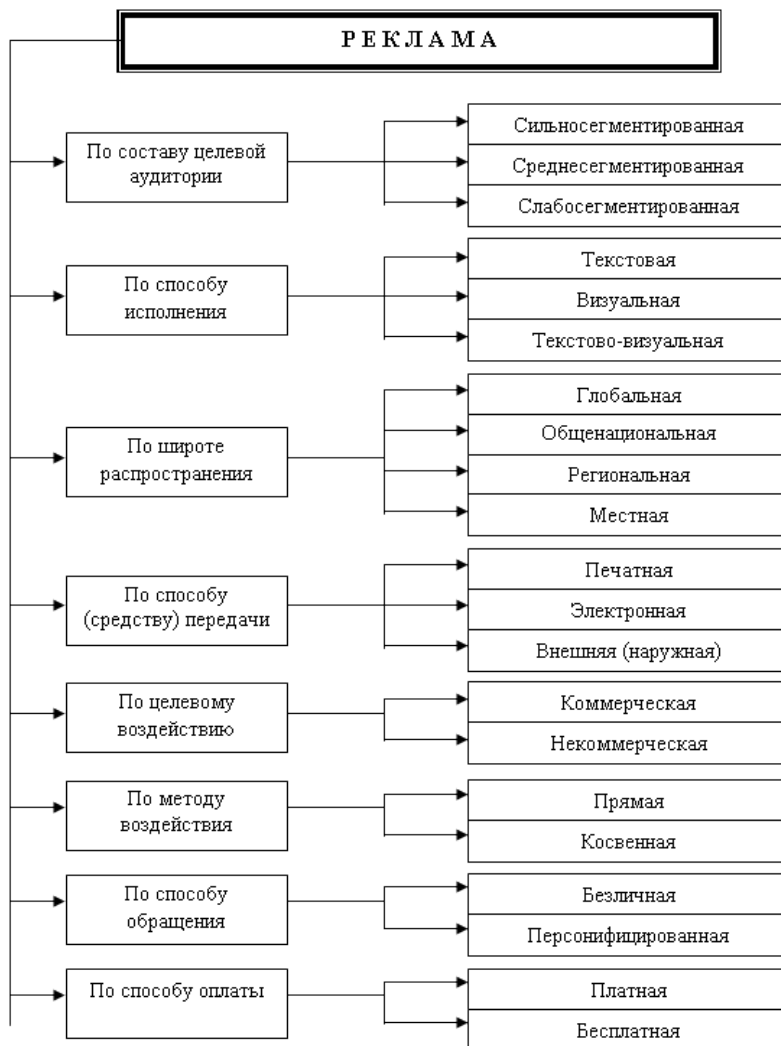 Р Е К Л А М А
По составу целевой
аудитории
Сильносегментированная
Среднесегментированная
Слабосегментированная
По способу
исполнения
Текстовая
Визуальная
Текстово-визуальная
По широте
распространения
Глобальная
Общенациональная
Региональная
Местная
По способу
(средству) передачи
Печатная
Электронная
Внешняя (наружная)
По целевому
воздействию
Коммерческая
Некоммерческая
По методу
воздействия
Прямая
Косвенная
По способу
обращения
Безличная
Персонифицированная
По способу оплаты
Платная
Бесплатная